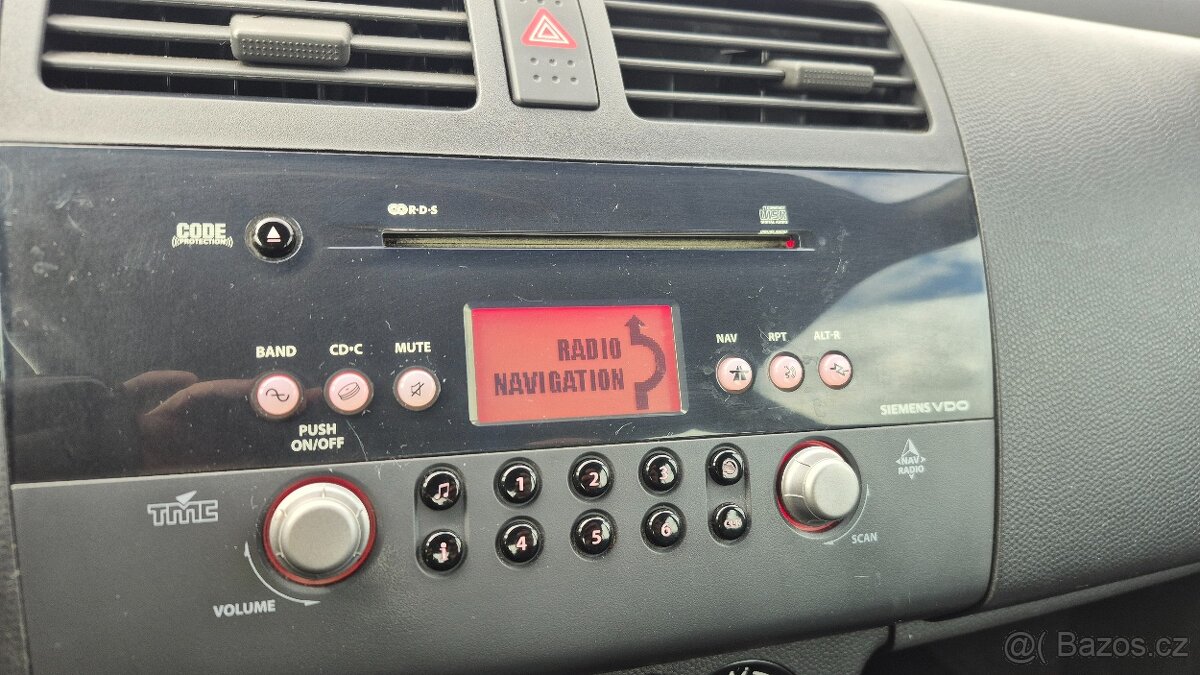 R·D·S
CODE
PROTECTION
BAND
CD·C
MUTE
RADIO
NAVIGATION
NAV
RPT
ALT-R
SIEMENS VDO
PUSH
ON/OFF
1
2
3
NAV
RADIO
TMC
i
4
5
6
SCAN
VOLUME
@( Bazos.cz